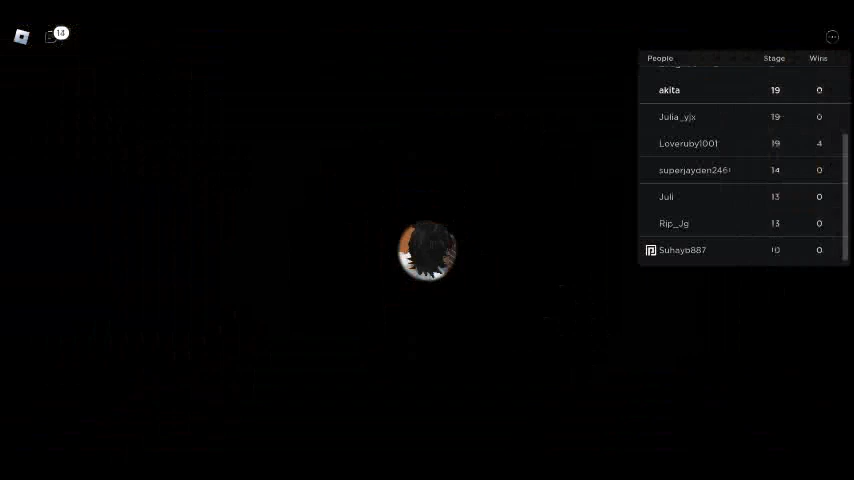 14
People Stage Wins
akita 19 0
Julia_yjx 19 0
Loveruby1001 19 4
superjayden246 14 0
Juli 13 0
Rip_Jg 13 0
Suhayb887 10 0